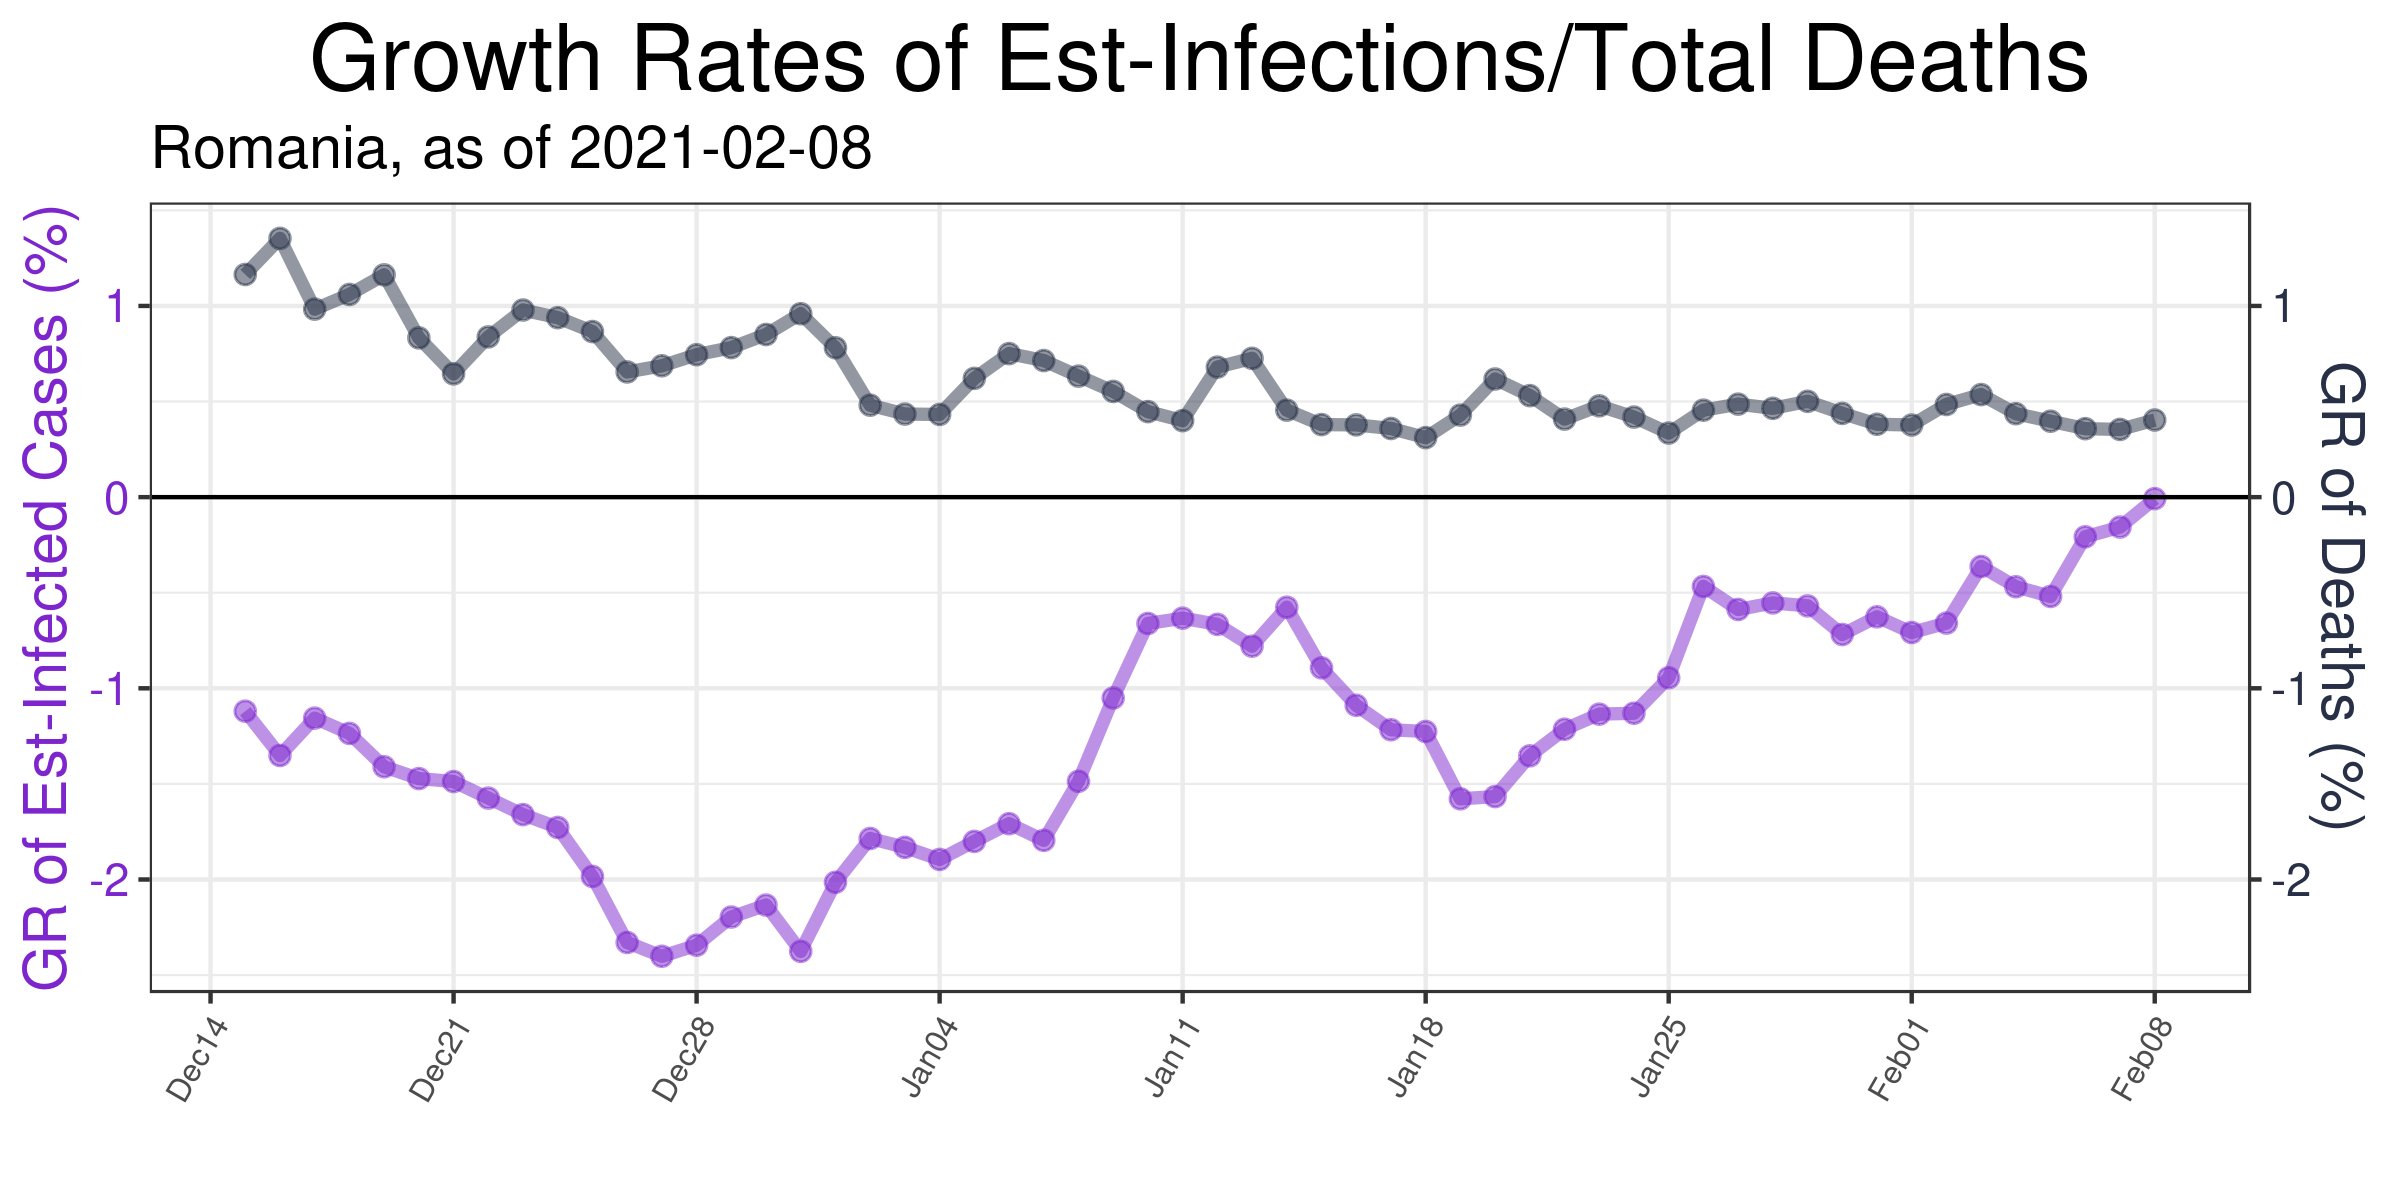 Growth Rates of Est-Infections/Total Deaths
Romania, as of 2021-02-08
GR of Est-Infected Cases (%)
1
0
-1
-2
1
0
-1
-2
GR of Deaths (%)
Dec14
Dec21
Dec28
Jan04
Jan11
Jan18
Jan25
Feb01
Feb08